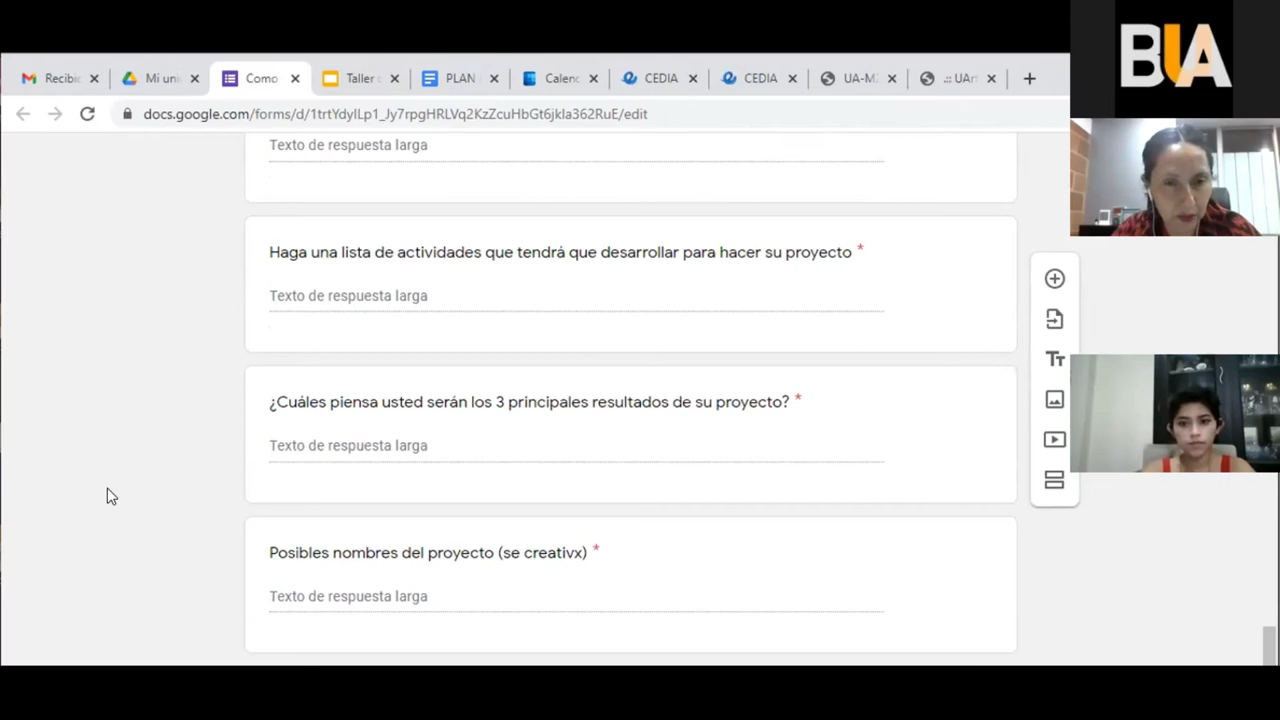 BUA
Recibid
Mi uni
Como
Taller
PLAN
Calenc
CEDIA
CEDIA
UA-M
.:: UAr
docs.google.com/forms/d/1trtYdylLp1_Jy7rpgHRLVq2KzZcuHbGt6jkIa362RuE/edit
Texto de respuesta larga
Haga una lista de actividades que tendrá que desarrollar para hacer su proyecto *
Texto de respuesta larga
¿Cuáles piensa usted serán los 3 principales resultados de su proyecto? *
Texto de respuesta larga
Posibles nombres del proyecto (se creativx) *
Texto de respuesta larga